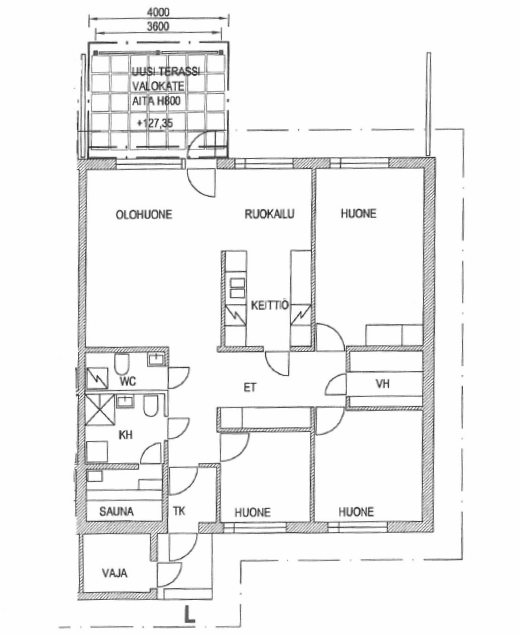 4000
3600
UUSI TERASSI
VALOKATE
AITA H800
+127,35
OLOHUONE
RUOKAILU
HUONE
KEITTIÖ
WC
ET
VH
KH
SAUNA
TK
HUONE
HUONE
VAJA
L